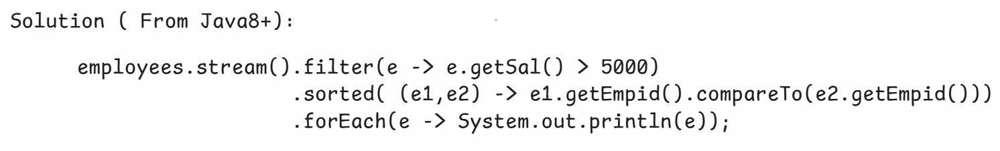 Solution ( From Java8+):
employees.stream().filter(e -> e.getSal() > 5000)
.sorted( (e1,e2) -> e1.getEmpid().compareTo(e2.getEmpid()))
.forEach(e -> System.out.println(e));